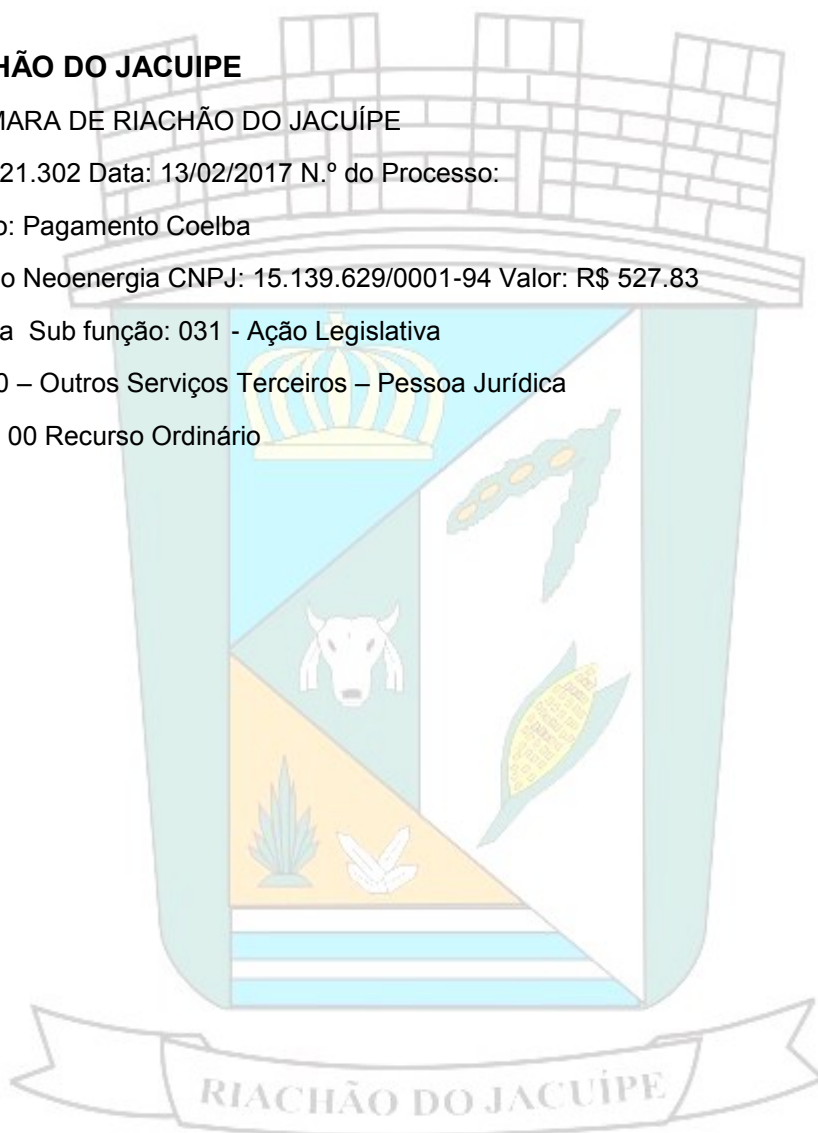 HÃO DO JACUIPE
MARA DE RIACHÃO DO JACUÍPE
21.302 Data: 13/02/2017 N.º do Processo:
o: Pagamento Coelba
o Neoenergia CNPJ: 15.139.629/0001-94 Valor: R$ 527.83
a Sub função: 031 - Ação Legislativa
0 – Outros Serviços Terceiros – Pessoa Jurídica
00 Recurso Ordinário
RIACHÃO DO JACUÍPE